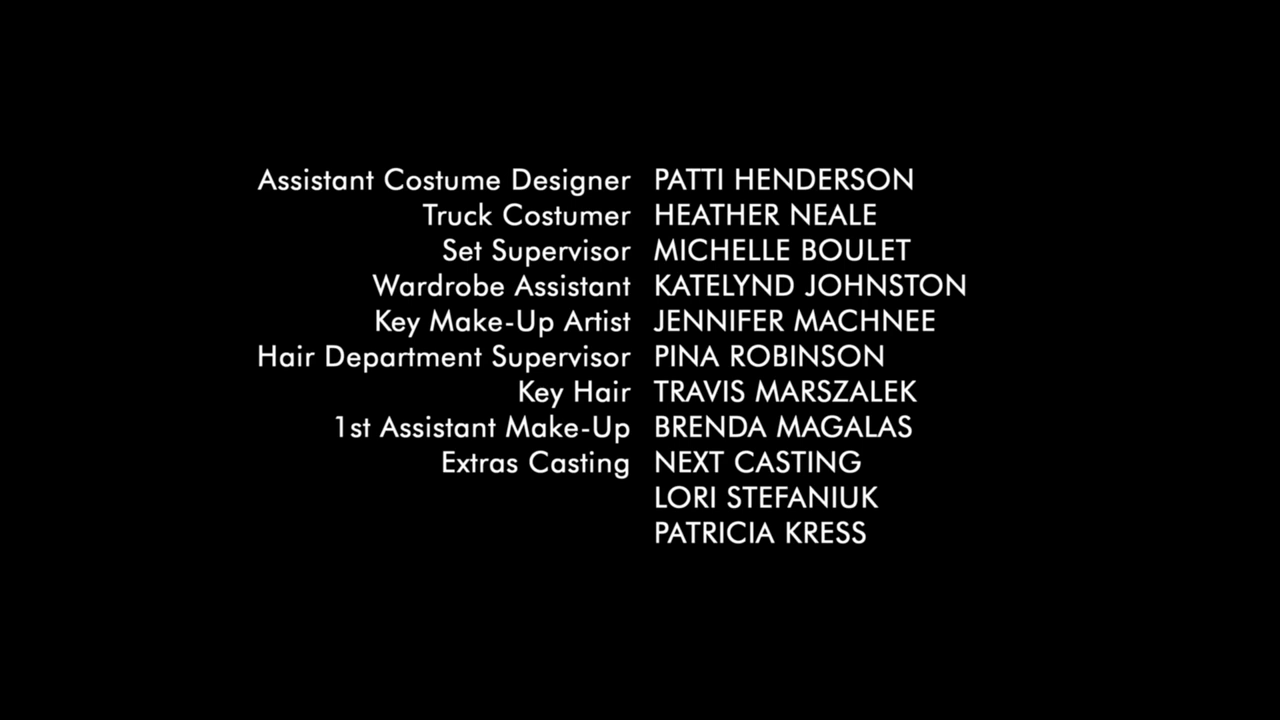 Assistant Costume Designer PATTI HENDERSON
Truck Costumer HEATHER NEALE
Set Supervisor MICHELLE BOULET
Wardrobe Assistant KATELYND JOHNSTON
Key Make-Up Artist JENNIFER MACHNEE
Hair Department Supervisor PINA ROBINSON
Key Hair TRAVIS MARSZALEK
1st Assistant Make-Up BRENDA MAGALAS
Extras Casting NEXT CASTING
LORI STEFANIUK
PATRICIA KRESS